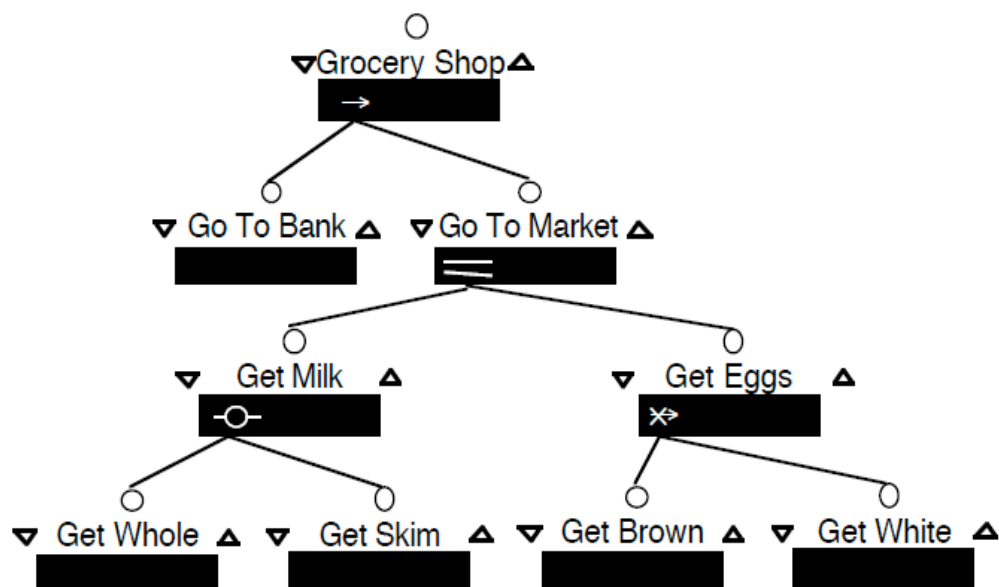 Grocery Shop
Go To Bank
Go To Market
Get Milk
Get Eggs
Get Whole
Get Skim
Get Brown
Get White